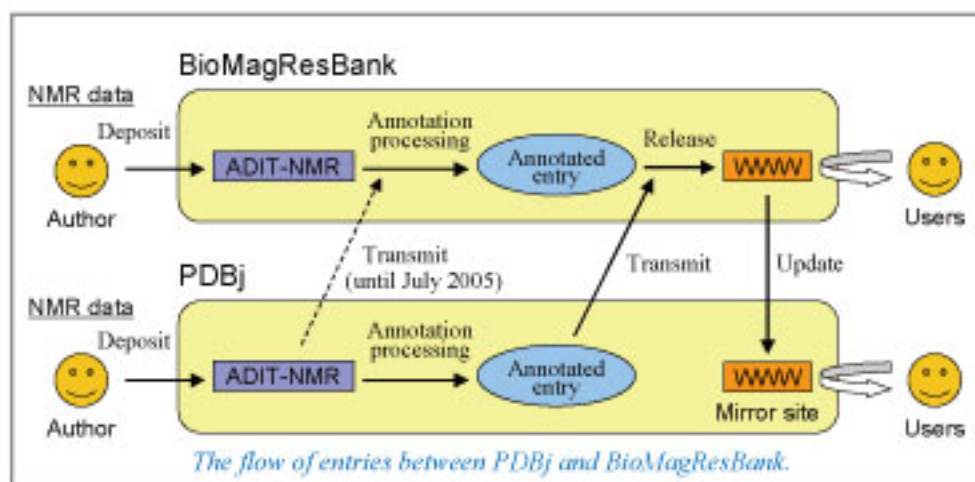 BioMagResBank
NMR data
Deposit
Author
ADIT-NMR
Annotation
processing
Annotated
entry
Release
WWW
Users
Transmit
(until July 2005)
Transmit
Update
PDBj
NMR data
Deposit
Author
ADIT-NMR
Annotation
processing
Annotated
entry
WWW
Mirror site
Users
The flow of entries between PDBj and BioMagResBank.